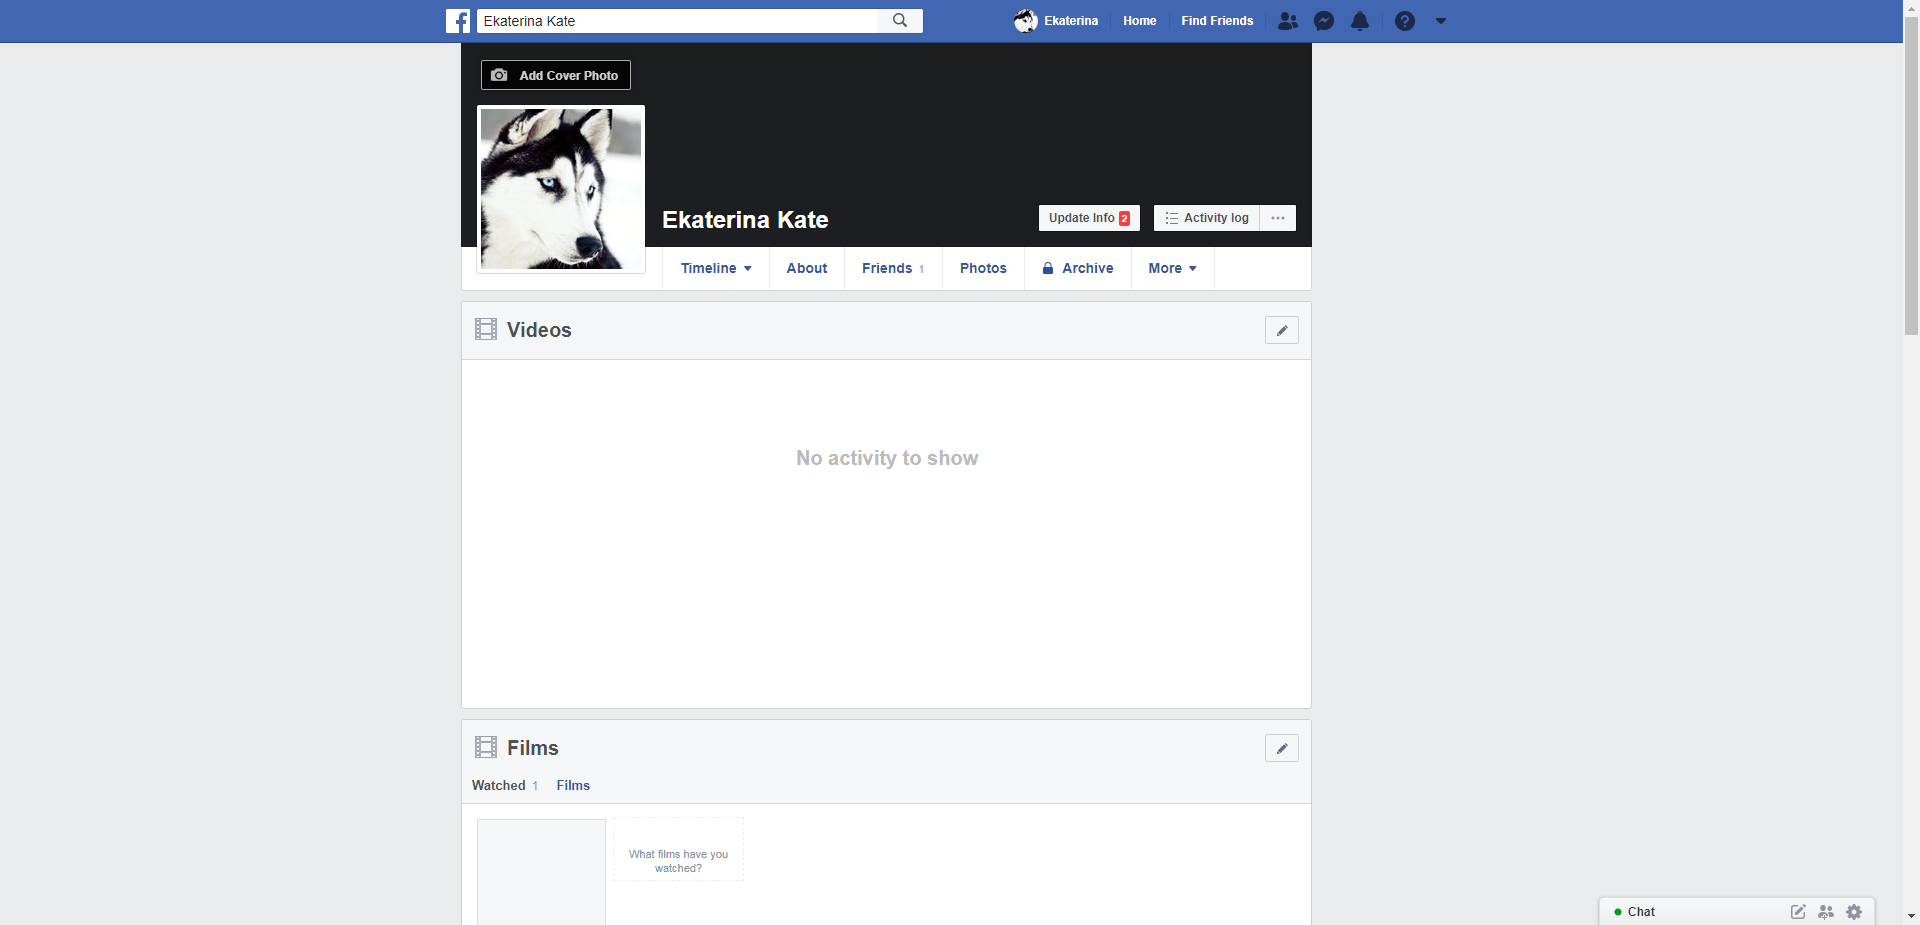 Ekaterina Kate
Ekaterina
Home
Find Friends
Add Cover Photo
Ekaterina Kate
Update Info 2
Activity log
Timeline
About
Friends 1
Photos
Archive
More
Videos
No activity to show
Films
Watched 1
Films
What films have you
watched?
Chat